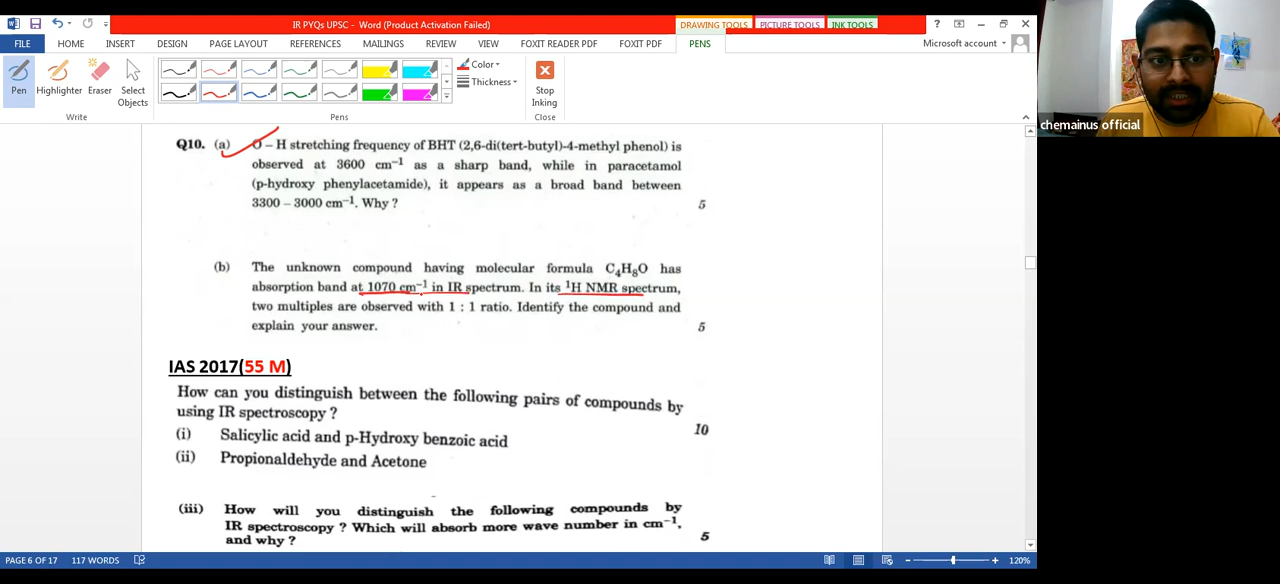 IR PYQs UPSC - Word (Product Activation Failed)
DRAWING TOOLS PICTURE TOOLS INK TOOLS
FILE HOME INSERT DESIGN PAGE LAYOUT REFERENCES MAILINGS REVIEW VIEW FOXIT READER PDF FOXIT PDF PENS
Microsoft account
Pen Highlighter Eraser Select Objects
Color
Thickness
Stop Inking
Write Pens Close
chemainus official
Q10. (a) O – H stretching frequency of BHT (2,6-di(tert-butyl)-4-methyl phenol) is
observed at 3600 cm⁻¹ as a sharp band, while in paracetamol
(p-hydroxy phenylacetamide), it appears as a broad band between
3300 – 3000 cm⁻¹. Why ? 5
(b) The unknown compound having molecular formula C₄H₈O has
absorption band at 1070 cm⁻¹ in IR spectrum. In its ¹H NMR spectrum,
two multiples are observed with 1 : 1 ratio. Identify the compound and
explain your answer. 5
IAS 2017(55 M)
How can you distinguish between the following pairs of compounds by
using IR spectroscopy ? 10
(i) Salicylic acid and p-Hydroxy benzoic acid
(ii) Propionaldehyde and Acetone
(iii) How will you distinguish the following compounds by
IR spectroscopy ? Which will absorb more wave number in cm⁻¹,
and why ? 5
PAGE 6 OF 17 117 WORDS 120%